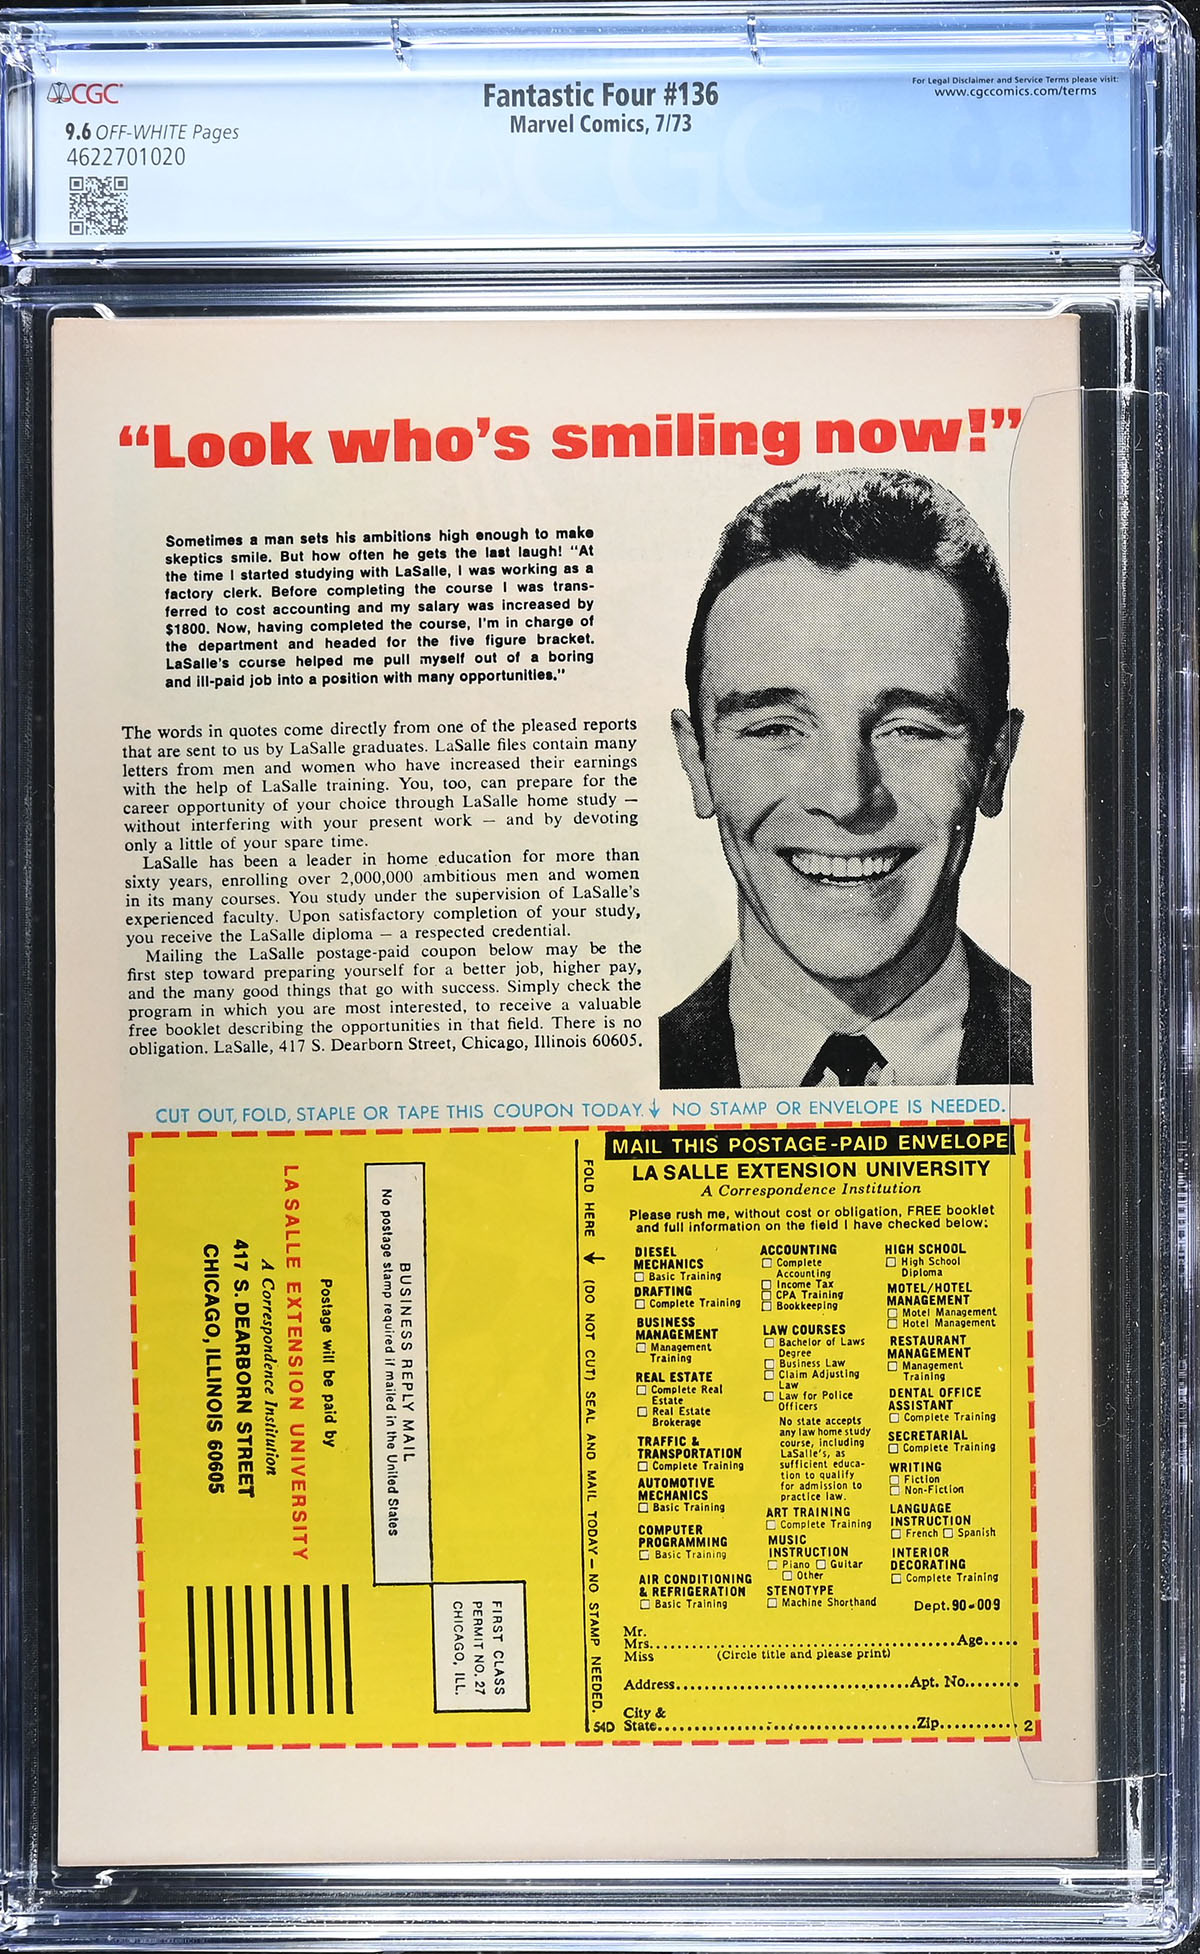 CGC
9.6 OFF-WHITE Pages
4622701020
Fantastic Four #136
Marvel Comics, 7/73
For Legal Disclaimer and Service Terms please visit:
www.cgccomics.com/terms
“Look who’s smiling now!”
Sometimes a man sets his ambitions high enough to make
skeptics smile. But how often he gets the last laugh! “At
the time I started studying with LaSalle, I was working as a
factory clerk. Before completing the course I was trans-
ferred to cost accounting and my salary was increased by
$1800. Now, having completed the course, I'm in charge of
the department and headed for the five figure bracket.
LaSalle's course helped me pull myself out of a boring
and ill-paid job into a position with many opportunities.”
The words in quotes come directly from one of the pleased reports
that are sent to us by LaSalle graduates. LaSalle files contain many
letters from men and women who have increased their earnings
with the help of LaSalle training. You, too, can prepare for the
career opportunity of your choice through LaSalle home study —
without interfering with your present work — and by devoting
only a little of your spare time.
LaSalle has been a leader in home education for more than
sixty years, enrolling over 2,000,000 ambitious men and women
in its many courses. You study under the supervision of LaSalle's
experienced faculty. Upon satisfactory completion of your study,
you receive the LaSalle diploma — a respected credential.
Mailing the LaSalle postage-paid coupon below may be the
first step toward preparing yourself for a better job, higher pay,
and the many good things that go with success. Simply check the
program in which you are most interested, to receive a valuable
free booklet describing the opportunities in that field. There is no
obligation. LaSalle, 417 S. Dearborn Street, Chicago, Illinois 60605.
CUT OUT, FOLD, STAPLE OR TAPE THIS COUPON TODAY. ↓ NO STAMP OR ENVELOPE IS NEEDED.
FIRST CLASS
PERMIT NO. 27
CHICAGO, ILL.
BUSINESS REPLY MAIL
No postage stamp required if mailed in the United States
Postage will be paid by
LA SALLE EXTENSION UNIVERSITY
A Correspondence Institution
417 S. DEARBORN STREET
CHICAGO, ILLINOIS 60605
FOLD HERE ↓ (DO NOT CUT) SEAL AND MAIL TODAY — NO STAMP NEEDED.
54D
MAIL THIS POSTAGE-PAID ENVELOPE
LA SALLE EXTENSION UNIVERSITY
A Correspondence Institution
Please rush me, without cost or obligation, FREE booklet
and full information on the field I have checked below:
DIESEL
MECHANICS
☐ Basic Training
DRAFTING
☐ Complete Training
BUSINESS
MANAGEMENT
☐ Management
Training
REAL ESTATE
☐ Complete Real
Estate
☐ Real Estate
Brokerage
TRAFFIC &
TRANSPORTATION
☐ Complete Training
AUTOMOTIVE
MECHANICS
☐ Basic Training
COMPUTER
PROGRAMMING
☐ Basic Training
AIR CONDITIONING
& REFRIGERATION
☐ Basic Training
ACCOUNTING
☐ Complete
Accounting
☐ Income Tax
☐ CPA Training
☐ Bookkeeping
LAW COURSES
☐ Bachelor of Laws
Degree
☐ Business Law
☐ Claim Adjusting
Law
☐ Law for Police
Officers
No state accepts
any law home study
course, including
LaSalle's, as
sufficient educa-
tion to qualify
for admission to
practice law.
ART TRAINING
☐ Complete Training
MUSIC
INSTRUCTION
☐ Piano ☐ Guitar
☐ Other
STENOTYPE
☐ Machine Shorthand
HIGH SCHOOL
☐ High School
Diploma
MOTEL/HOTEL
MANAGEMENT
☐ Motel Management
☐ Hotel Management
RESTAURANT
MANAGEMENT
☐ Management
Training
DENTAL OFFICE
ASSISTANT
☐ Complete Training
SECRETARIAL
☐ Complete Training
WRITING
☐ Fiction
☐ Non-Fiction
LANGUAGE
INSTRUCTION
☐ French ☐ Spanish
INTERIOR
DECORATING
☐ Complete Training
Dept. 90-009
Mr.
Mrs. Age
Miss (Circle title and please print)
Address Apt. No.
City &
State Zip 2